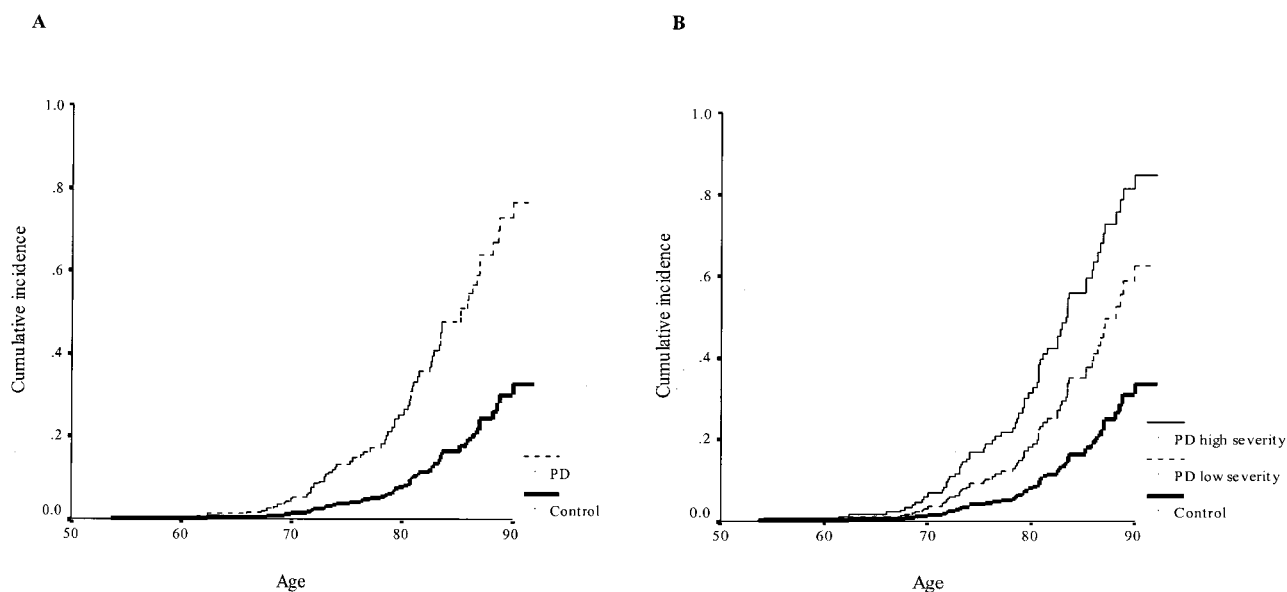 A
1.0
.8
.6
.4
.2
0.0
Cumulative incidence
50 60 70 80 90
Age
PD
Control
B
1.0
.8
.6
.4
.2
0.0
Cumulative incidence
50 60 70 80 90
Age
PD high severity
PD low severity
Control